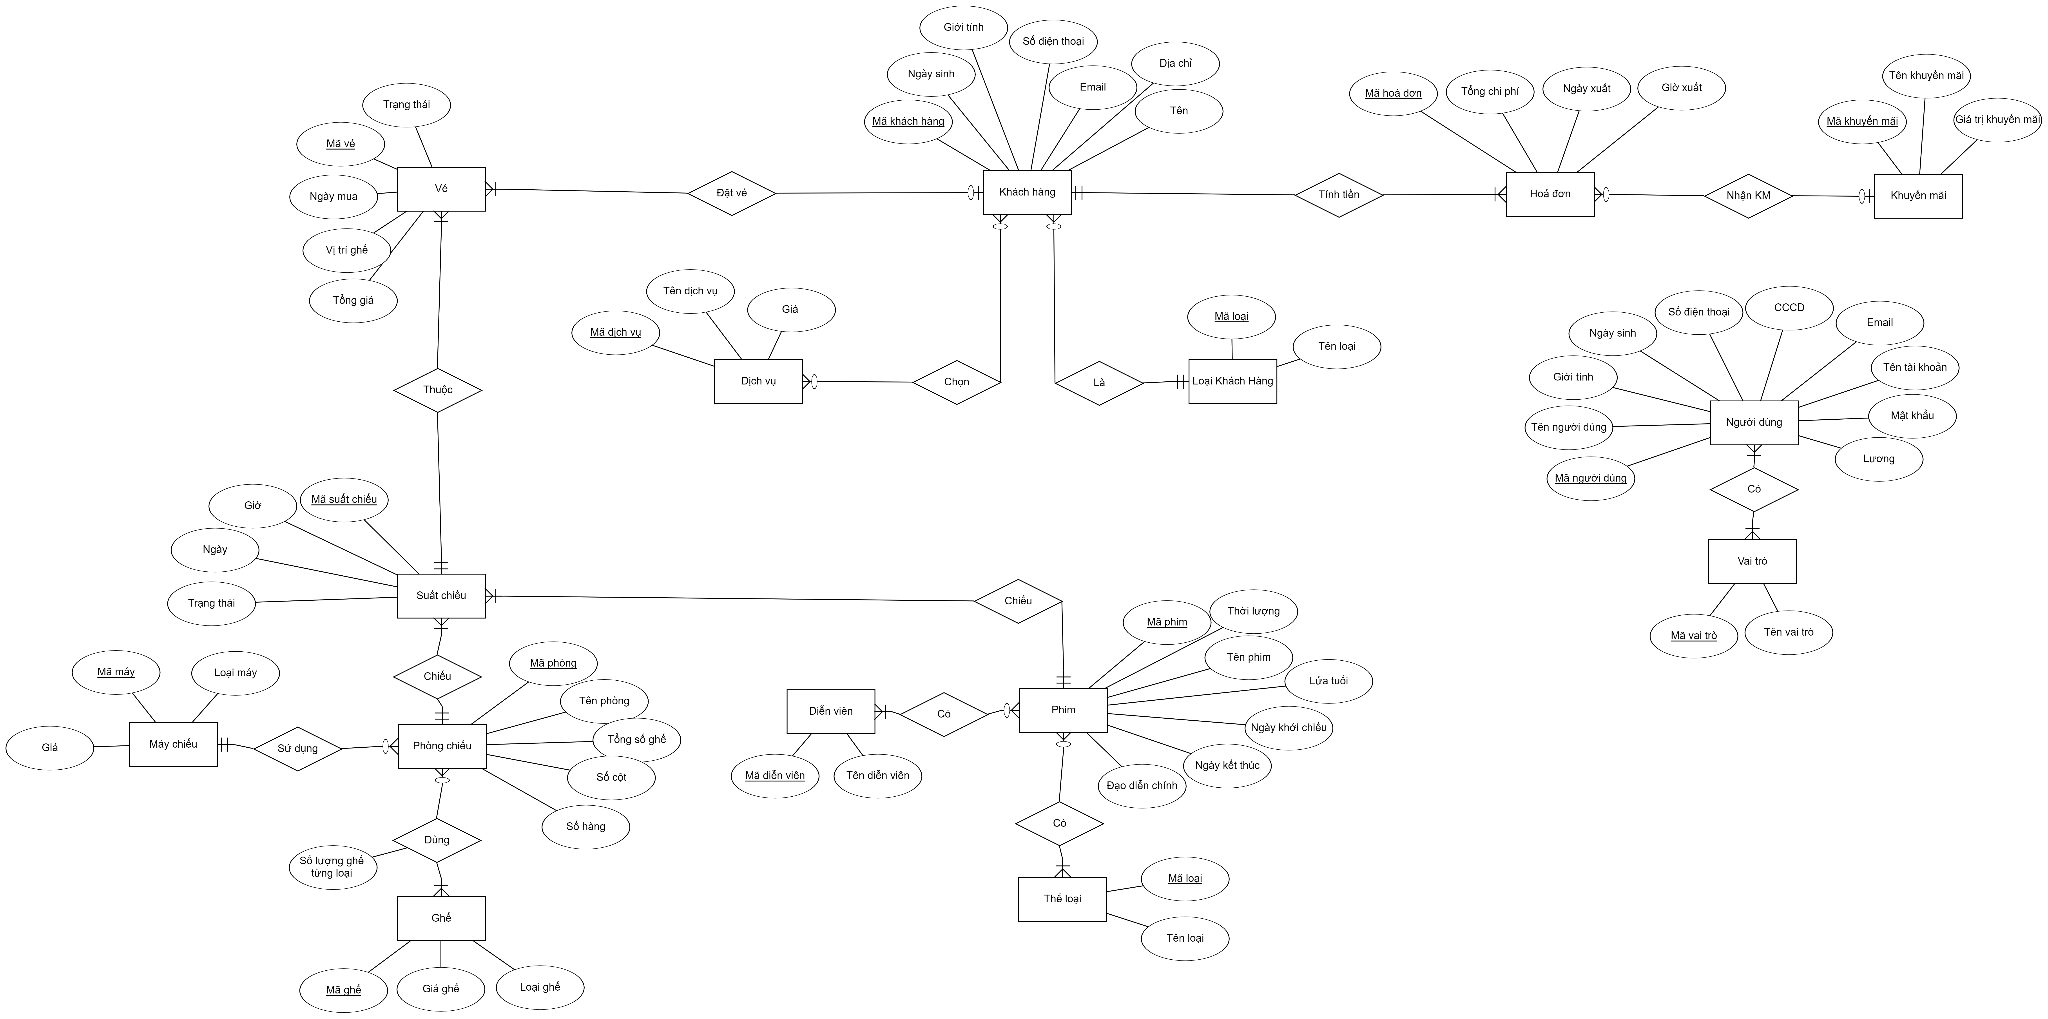 Giới tính
Số diện thoại
Ngày sinh
Email
Dịa chỉ
Mã khách hàng
Tên
Khách hàng
Trạng thái
Mã vé
Ngày mua
Vị trí ghế
Tổng giá
Vé
Đặt vé
Tính tiền
Mã hoá dơn
Tổng chi phí
Ngày xuất
Giờ xuất
Hoá đơn
Nhận KM
Tên khuyến mãi
Mã khuyến mãi
Giá trị khuyến mãi
Khuyến mãi
Thuộc
Tên dịch vụ
Mã dịch vụ
Giá
Dịch vụ
Chọn
Là
Mã loại
Tên loại
Loại Khách Hàng
Số điện thoại
CCCD
Ngày sinh
Email
Giới tính
Tên tài khoản
Tên người dùng
Mật khẩu
Mã người dùng
Lương
Người dùng
Có
Vai trò
Mã vai trò
Tên vai trò
Giờ
Mã suất chiếu
Ngày
Trạng thái
Suất chiếu
Chiếu
Chiếu
Mã máy
Loại máy
Giá
Máy chiếu
Sử dụng
Phòng chiếu
Mã phòng
Tên phòng
Tổng số ghế
Số cột
Số hàng
Dùng
Số lượng ghế
từng loại
Ghế
Mã ghế
Giá ghế
Loại ghế
Diễn viên
Mã diễn viên
Tên diễn viên
Có
Phim
Mã phim
Thời lượng
Tên phim
Lứa tuổi
Ngày khởi chiếu
Ngày kết thúc
Đạo diễn chính
Có
Thể loại
Mã loại
Tên loại